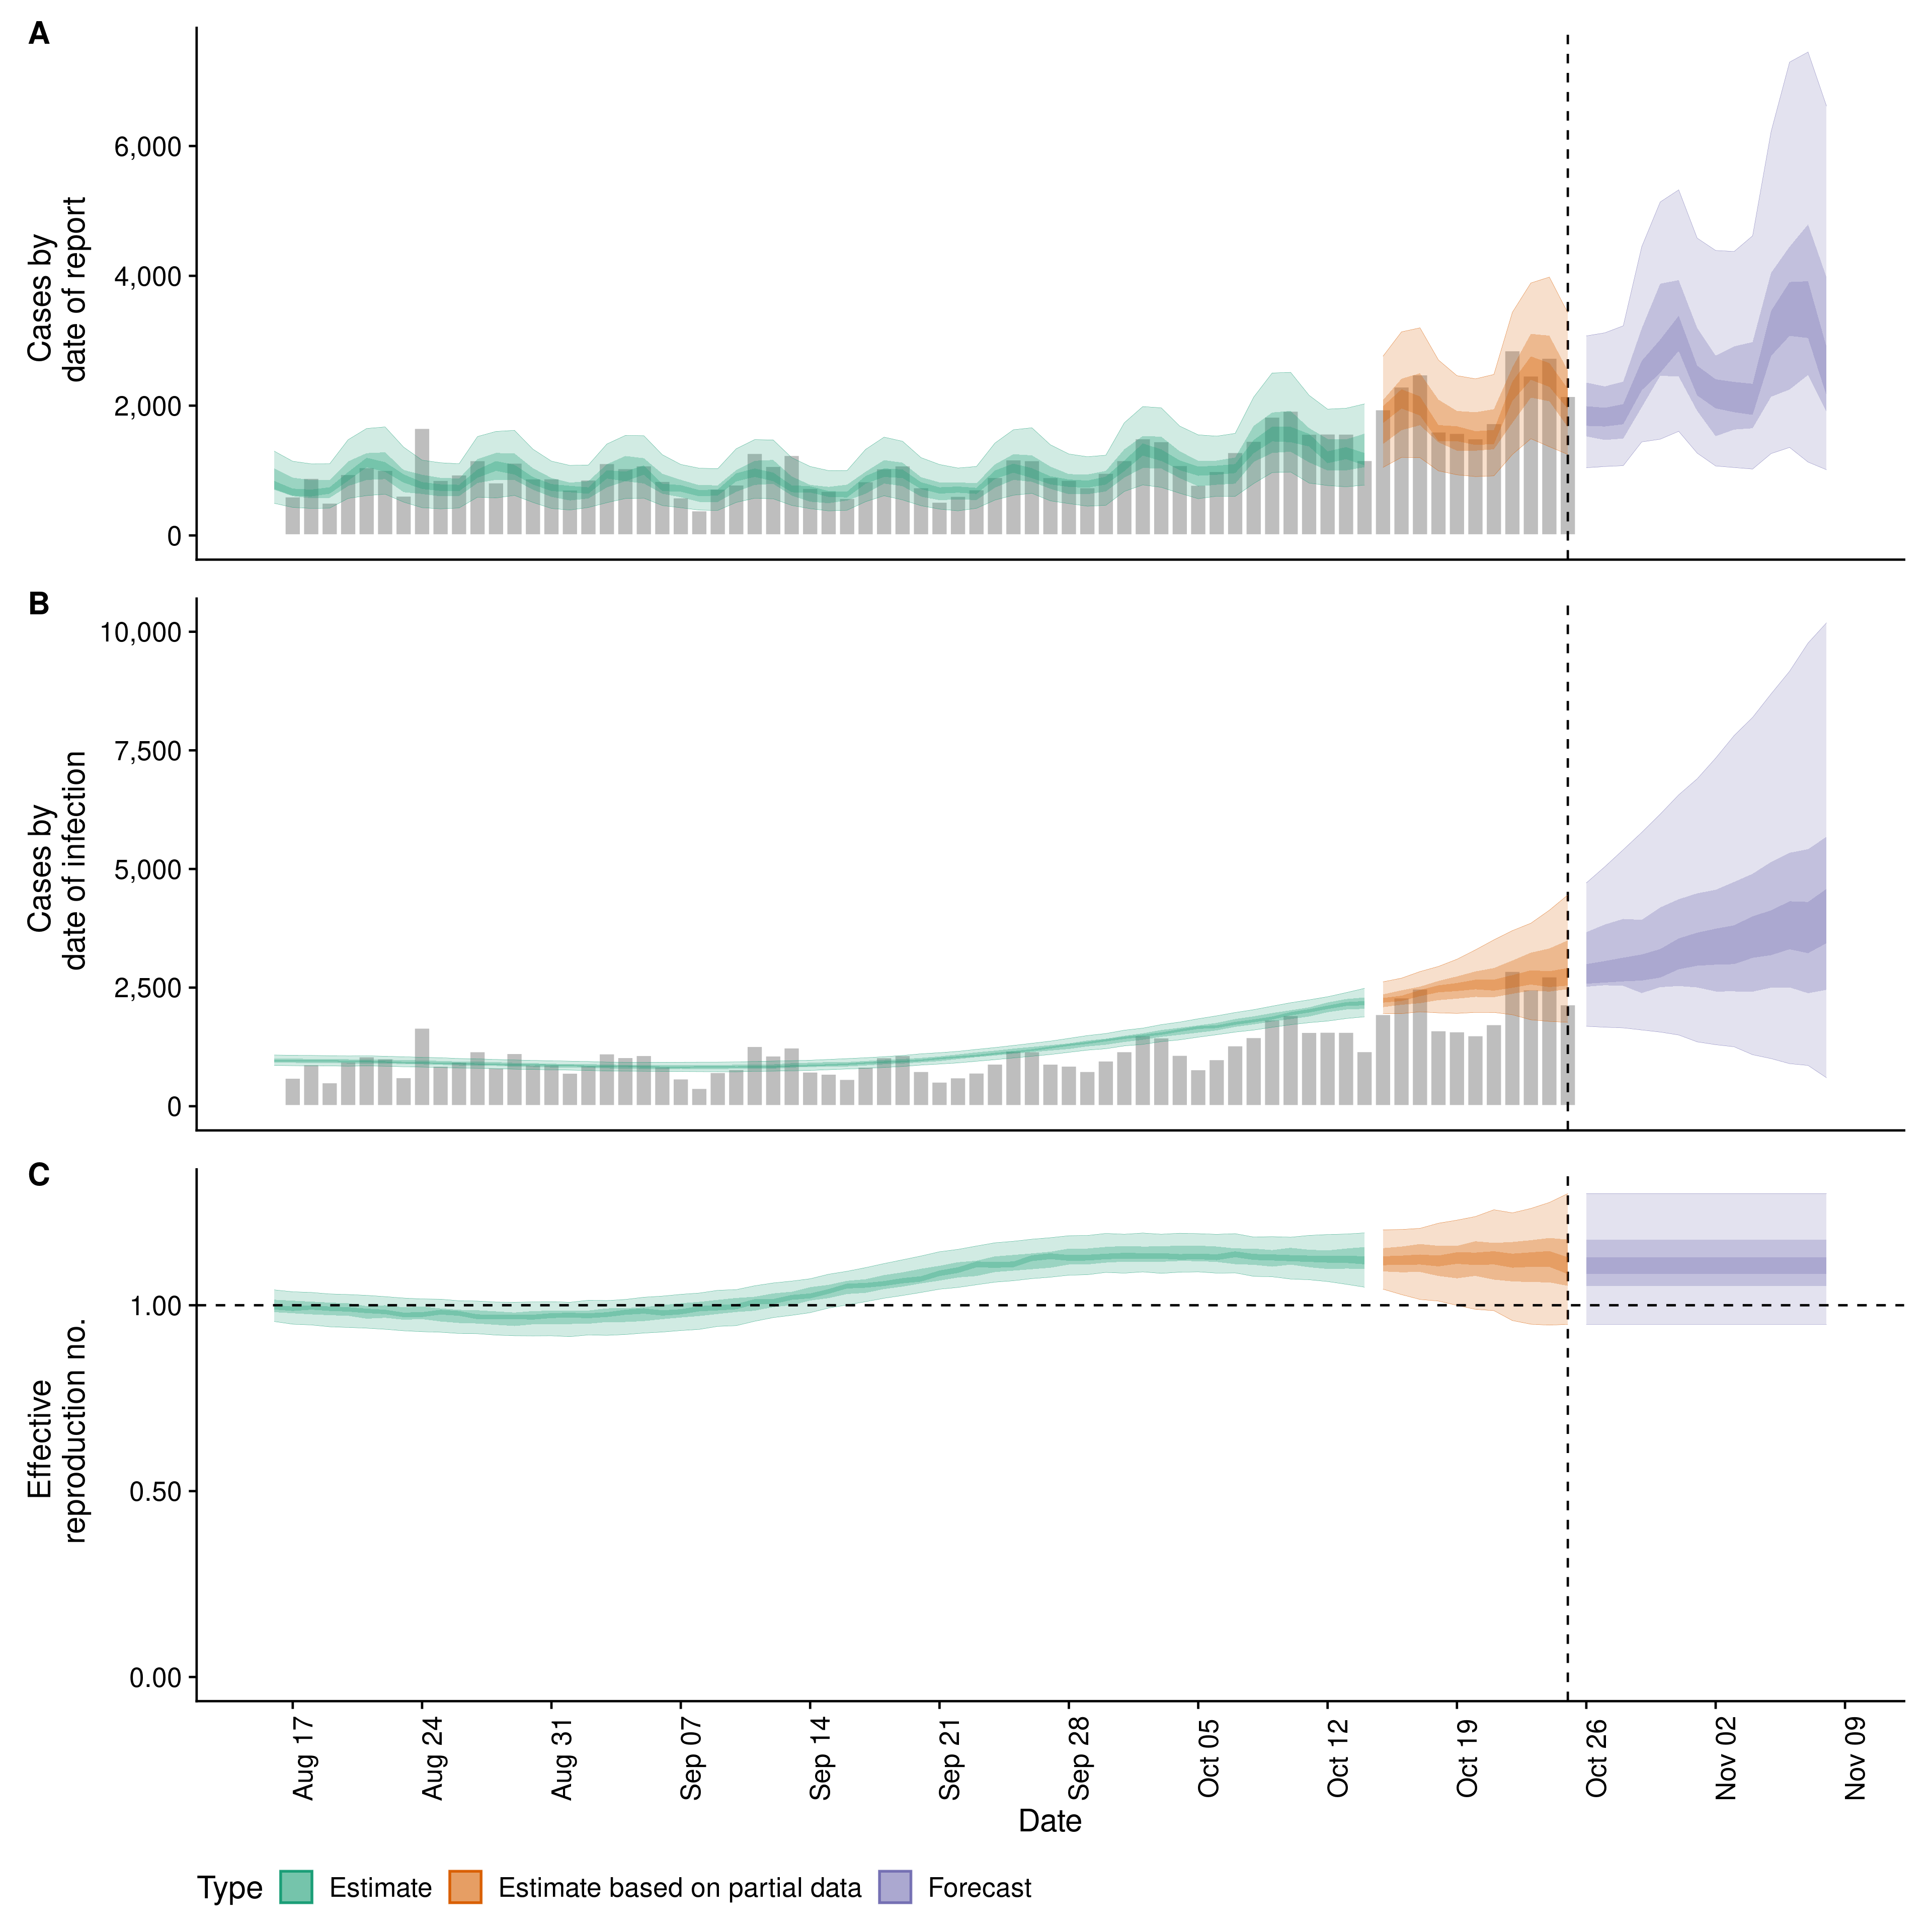 A
Cases by
date of report
6,000
4,000
2,000
0
B
Cases by
date of infection
10,000
7,500
5,000
2,500
0
C
Effective
reproduction no.
1.00
0.50
0.00
Aug 17
Aug 24
Aug 31
Sep 07
Sep 14
Sep 21
Sep 28
Oct 05
Oct 12
Oct 19
Oct 26
Nov 02
Nov 09
Date
Type Estimate Estimate based on partial data Forecast